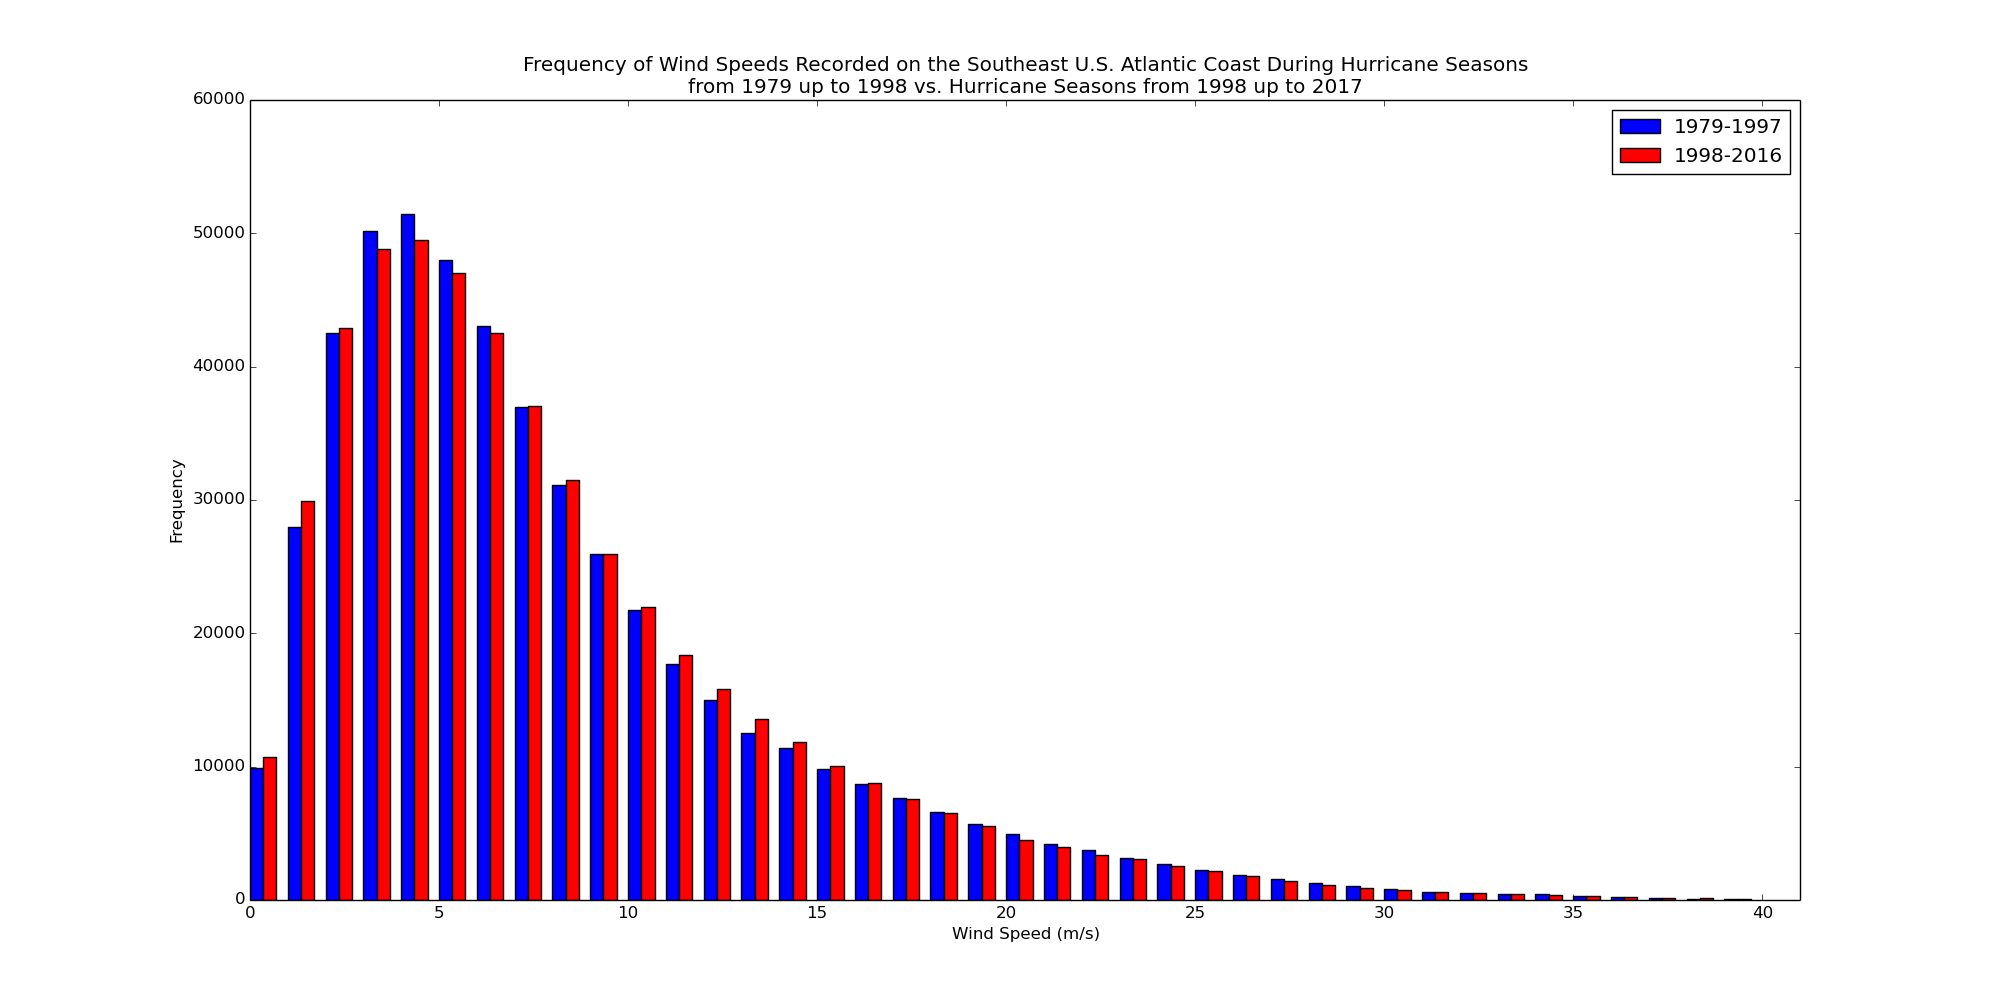 Frequency of Wind Speeds Recorded on the Southeast U.S. Atlantic Coast During Hurricane Seasons
from 1979 up to 1998 vs. Hurricane Seasons from 1998 up to 2017
1979-1997
1998-2016
60000
50000
40000
30000
20000
10000
0
Frequency
0 5 10 15 20 25 30 35 40
Wind Speed (m/s)